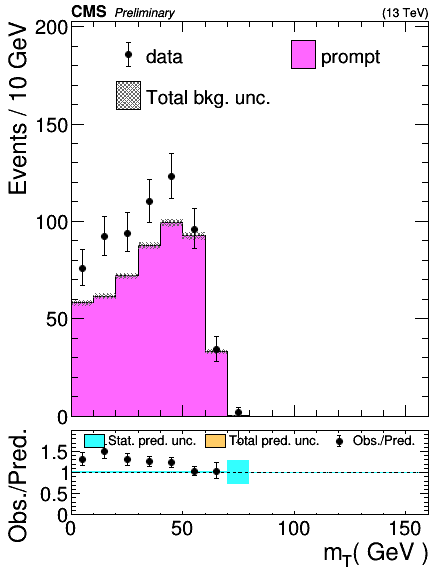 CMS Preliminary (13 TeV)
Events / 10 GeV
200
150
100
50
0
data
prompt
Total bkg. unc.
Obs./Pred.
1.5
1
0.5
0
Stat. pred. unc.
Total pred. unc.
Obs./Pred.
0
50
100
150
m_T( GeV )